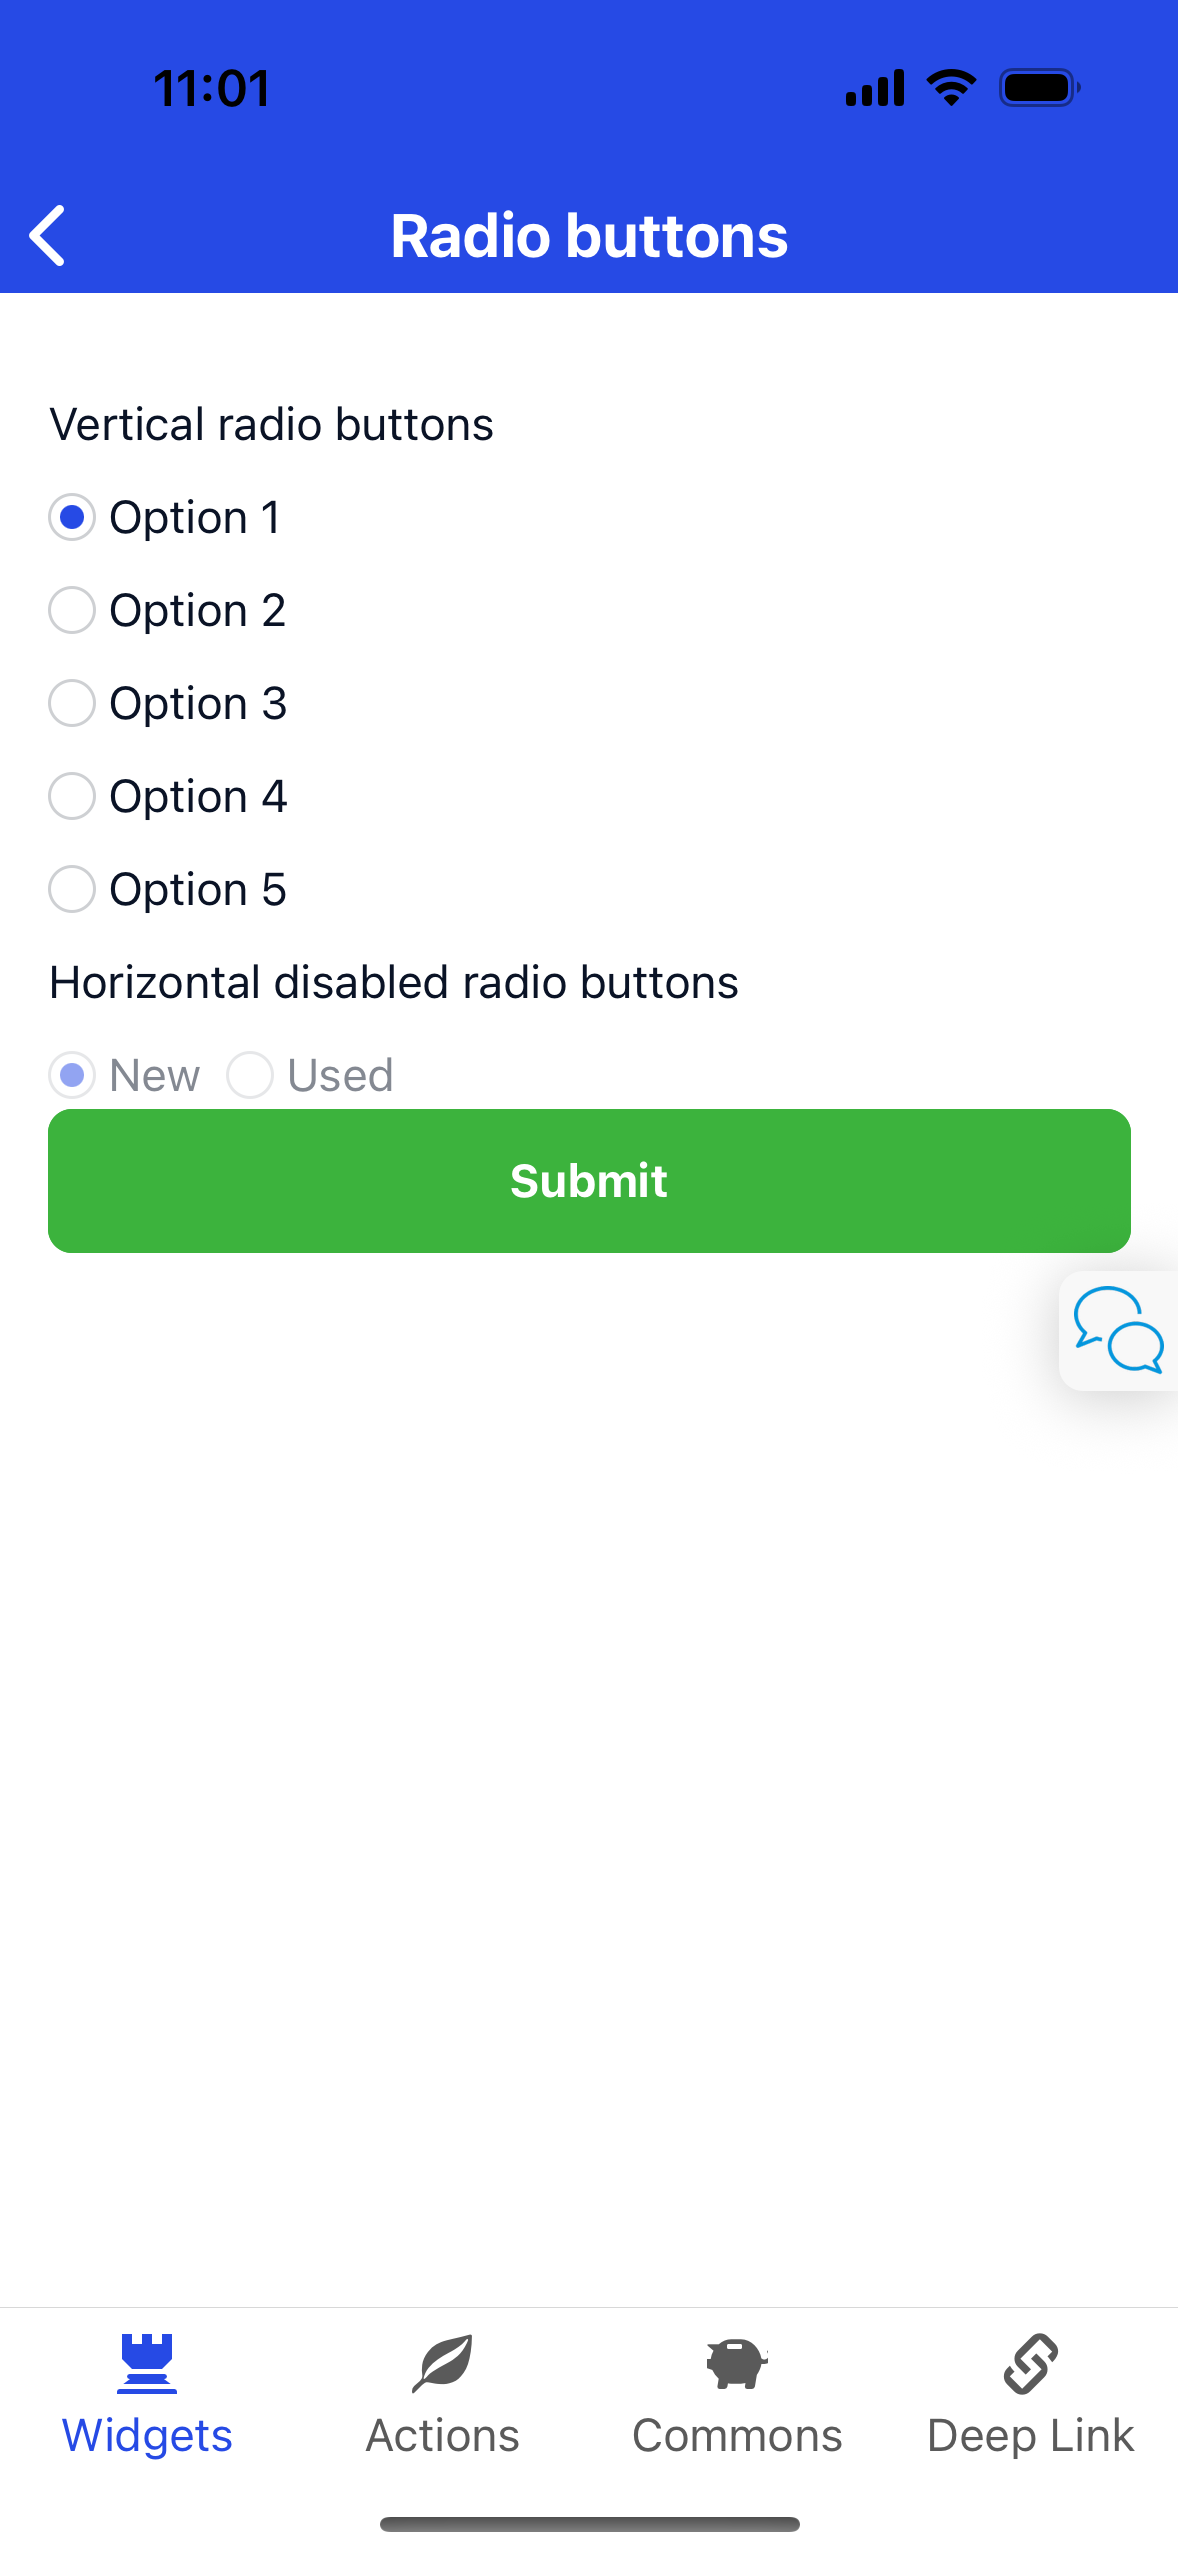 11:01
Radio buttons
Vertical radio buttons
Option 1
Option 2
Option 3
Option 4
Option 5
Horizontal disabled radio buttons
New Used
Submit
Widgets Actions Commons Deep Link